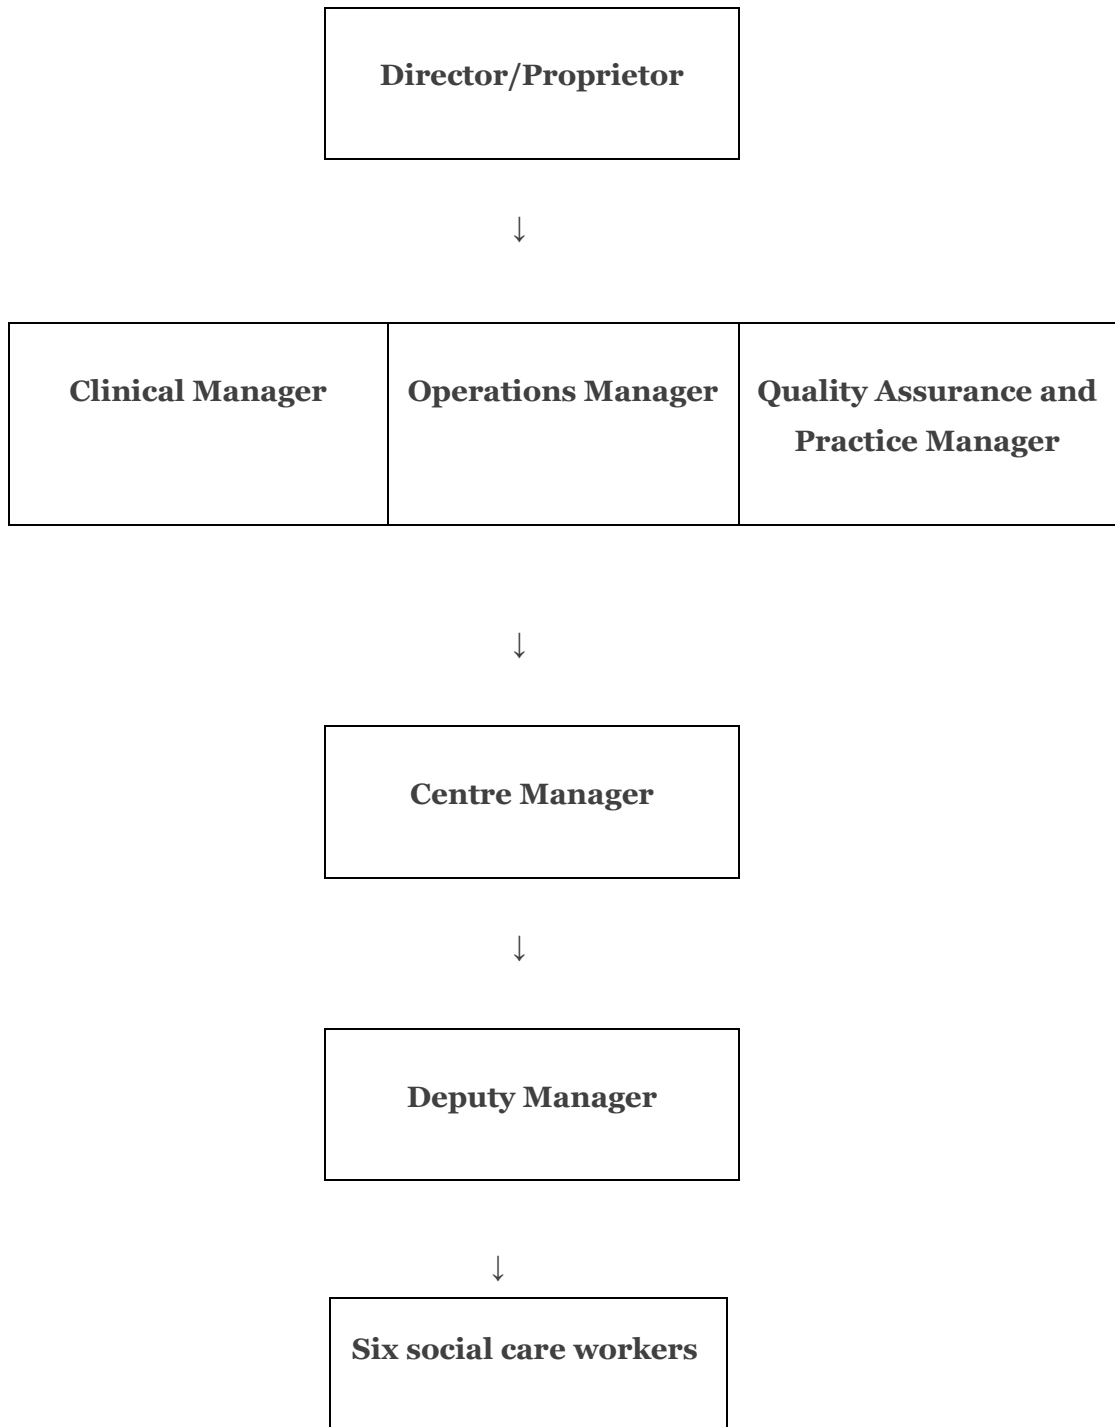 Director/Proprietor
↓
Clinical Manager
Operations Manager
Quality Assurance and
Practice Manager
↓
Centre Manager
↓
Deputy Manager
↓
Six social care workers